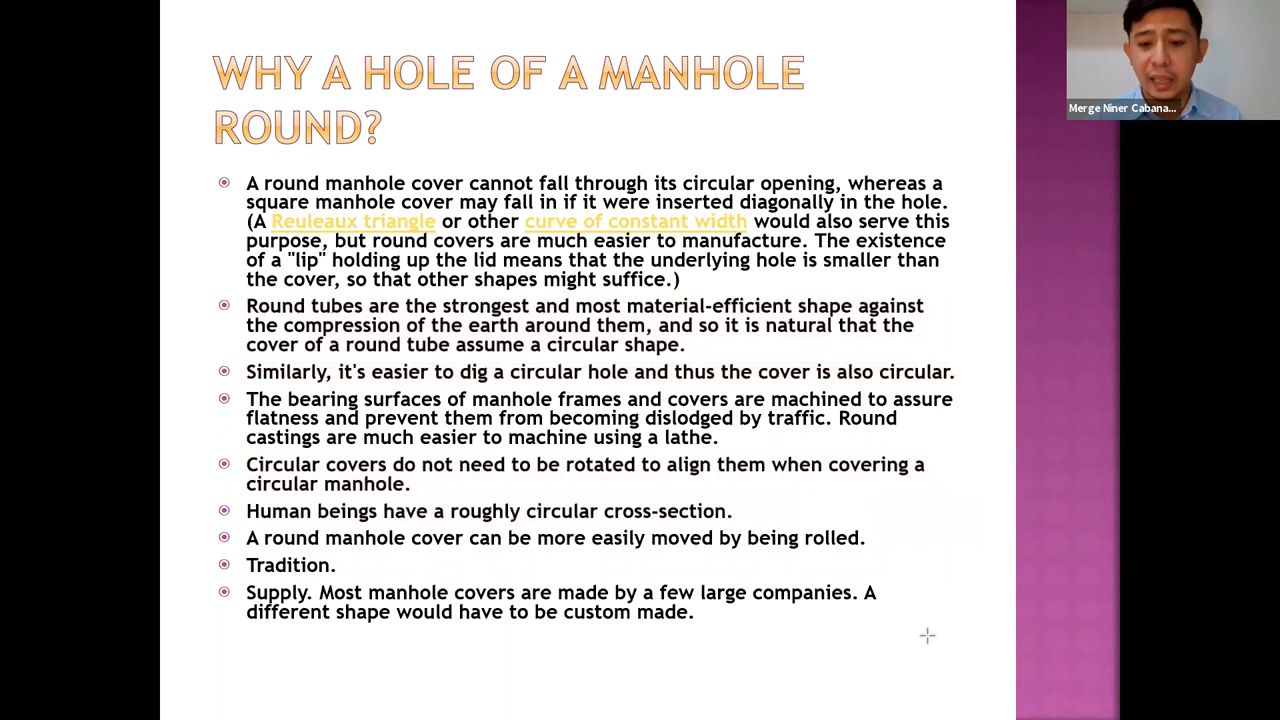 WHY A HOLE OF A MANHOLE
ROUND?
A round manhole cover cannot fall through its circular opening, whereas a
square manhole cover may fall in if it were inserted diagonally in the hole.
(A Reuleaux triangle or other curve of constant width would also serve this
purpose, but round covers are much easier to manufacture. The existence
of a "lip" holding up the lid means that the underlying hole is smaller than
the cover, so that other shapes might suffice.)
Round tubes are the strongest and most material-efficient shape against
the compression of the earth around them, and so it is natural that the
cover of a round tube assume a circular shape.
Similarly, it's easier to dig a circular hole and thus the cover is also circular.
The bearing surfaces of manhole frames and covers are machined to assure
flatness and prevent them from becoming dislodged by traffic. Round
castings are much easier to machine using a lathe.
Circular covers do not need to be rotated to align them when covering a
circular manhole.
Human beings have a roughly circular cross-section.
A round manhole cover can be more easily moved by being rolled.
Tradition.
Supply. Most manhole covers are made by a few large companies. A
different shape would have to be custom made.
Merge Niner Cabana...